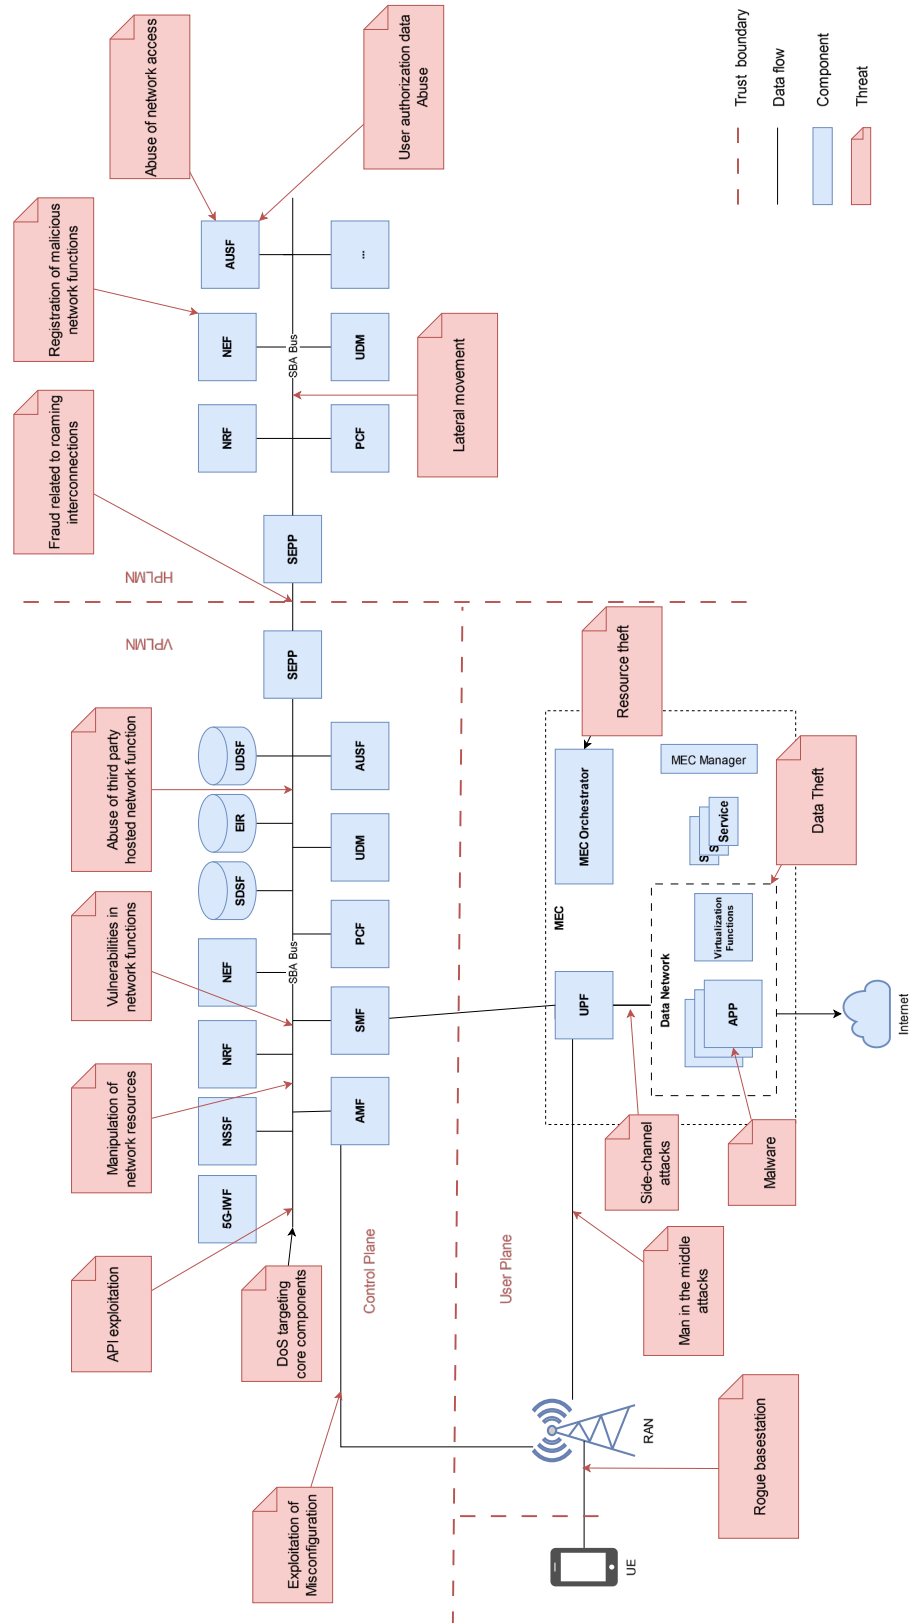 Exploitation of
Misconfiguration
API exploitation
DoS targeting
core components
Manipulation of
network resources
Vulnerabilities in
network functions
Abuse of third party
hosted network function
Fraud related to roaming
interconnections
Registration of malicious
network functions
Abuse of network access
User authorization data
Abuse
5G-IWF
NSSF
NRF
NEF
SDSF
EIR
UDSF
SBA Bus
AMF
SMF
PCF
UDM
AUSF
SEPP
VPLMN
HPLMN
SEPP
NRF
NEF
AUSF
SBA Bus
PCF
UDM
...
Lateral movement
Control Plane
User Plane
UE
RAN
Rogue basestation
Man in the middle
attacks
Side-channel
attacks
Malware
UPF
MEC
MEC Orchestrator
Resource theft
MEC Manager
S
S
Service
Data Network
APP
Virtualization
Functions
Data Theft
Internet
Trust boundary
Data flow
Component
Threat